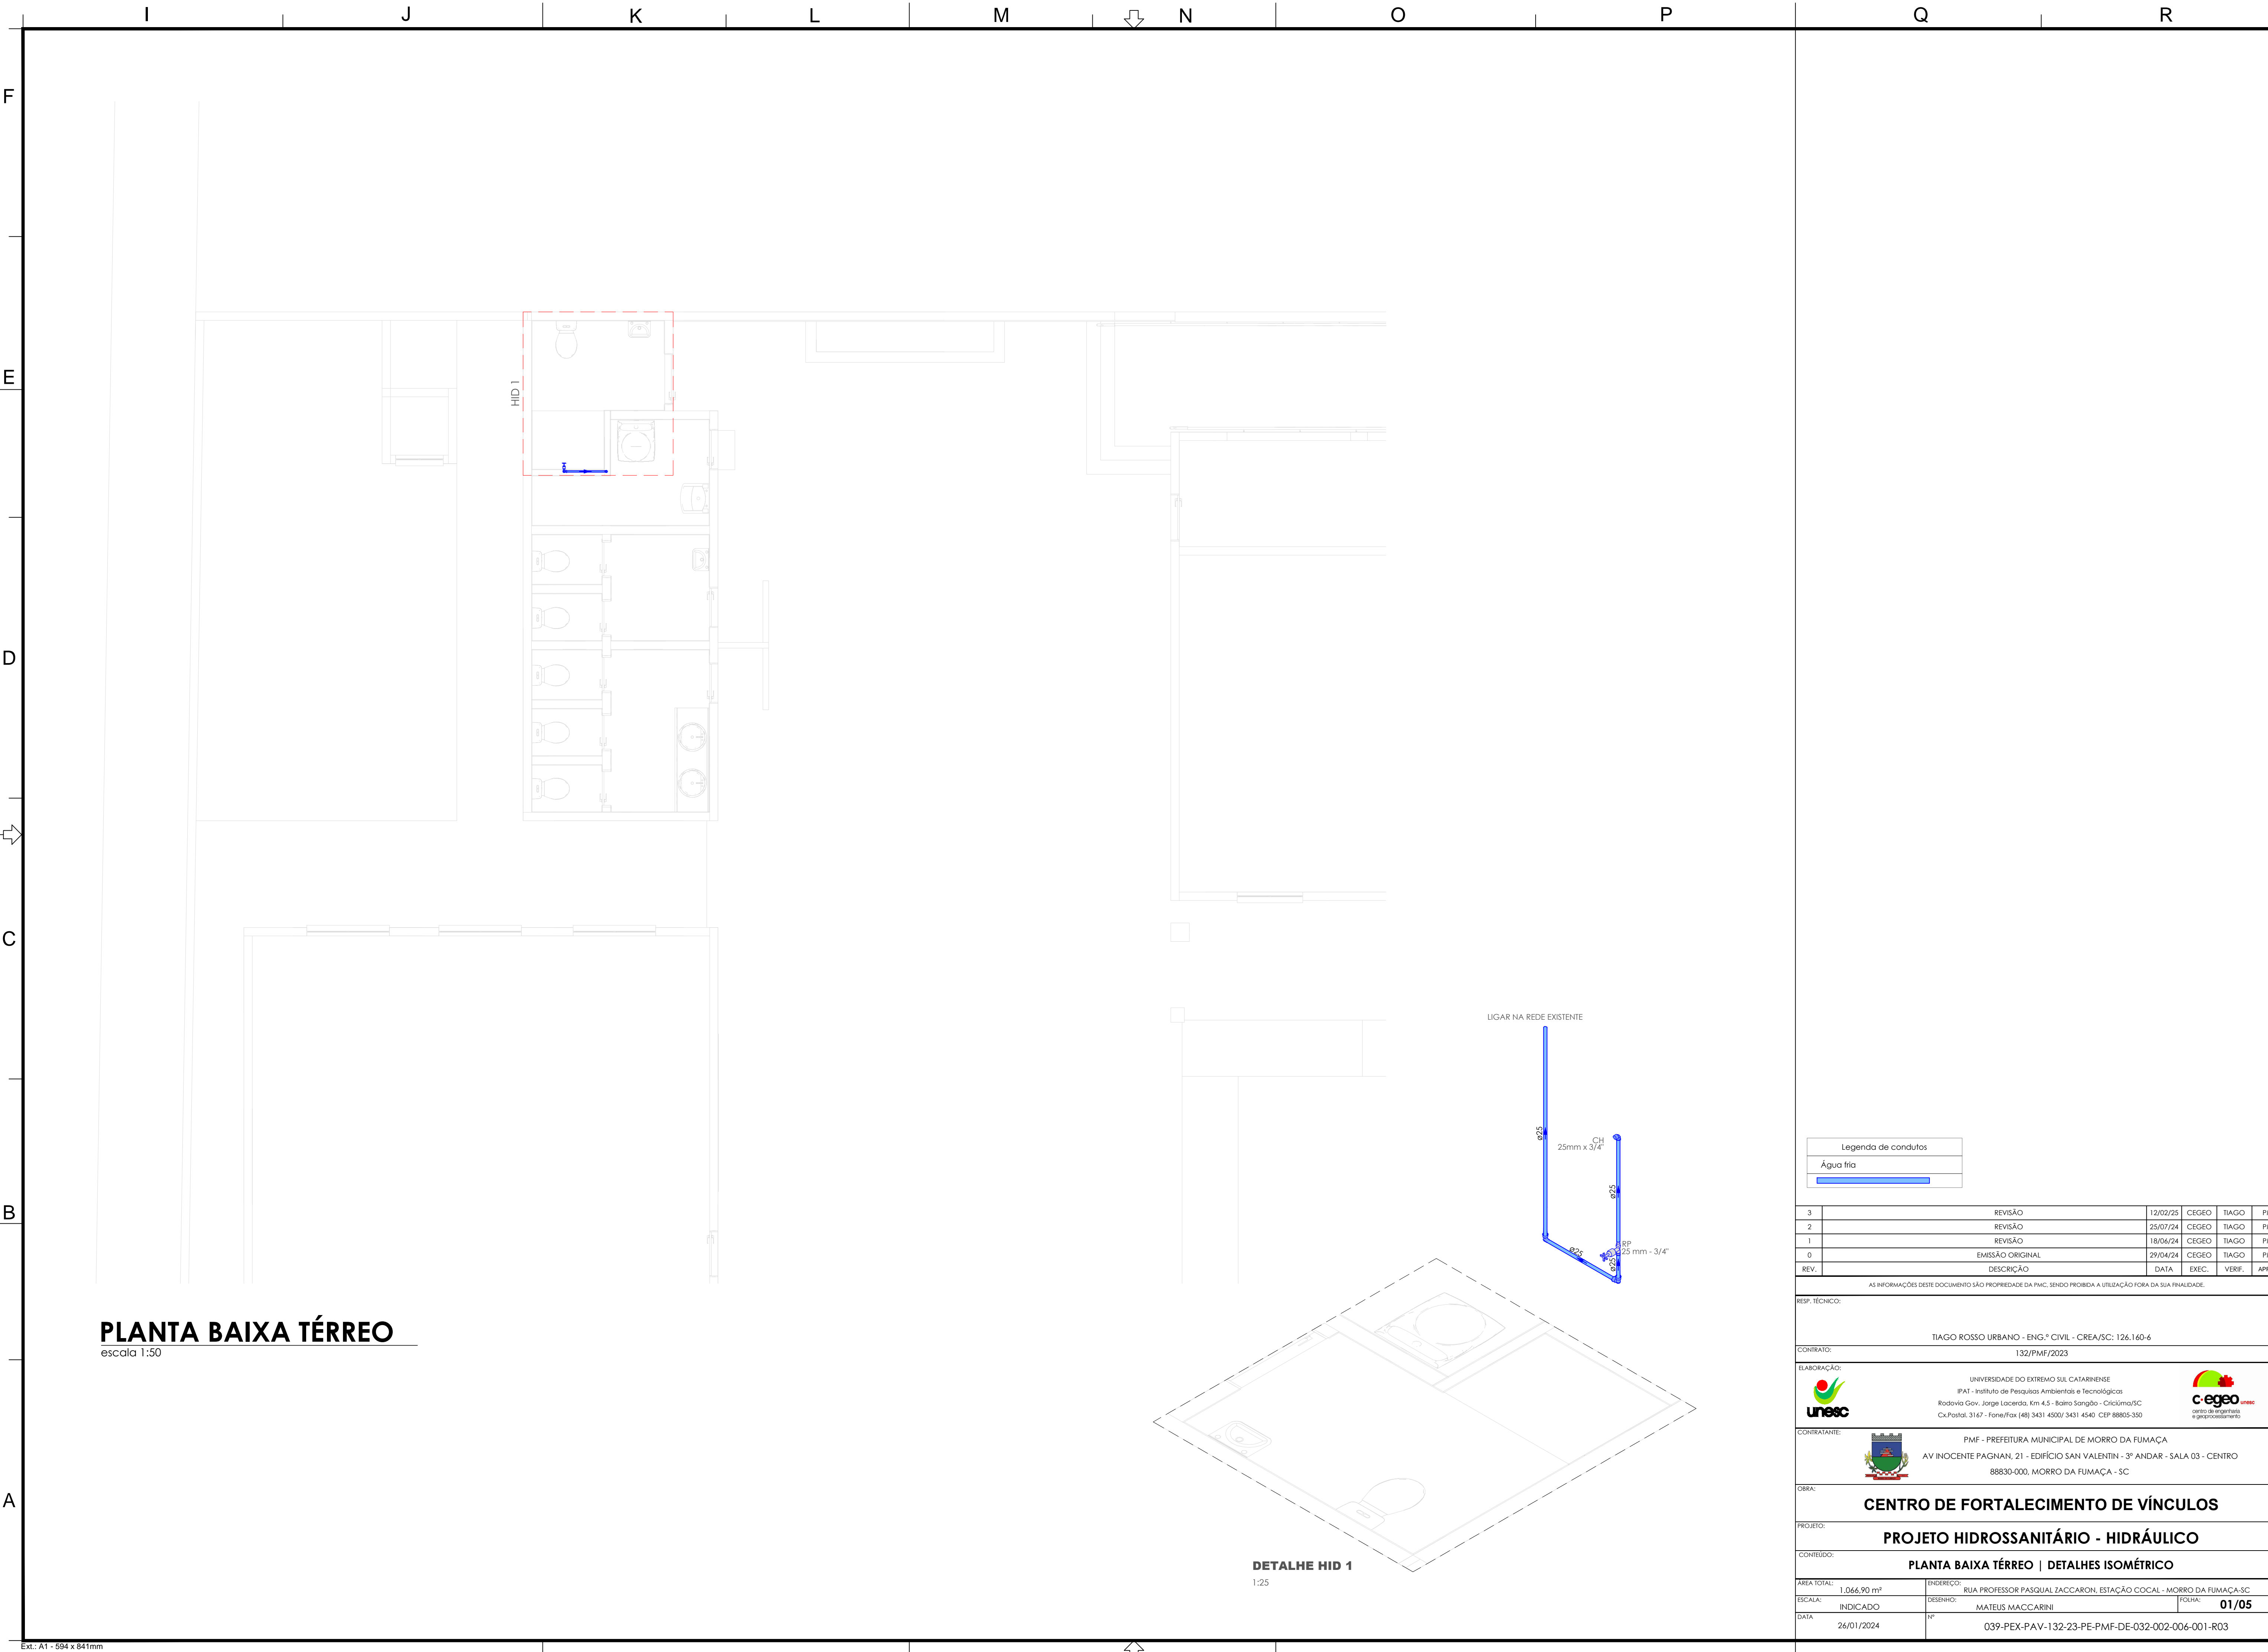 I J K L M N O P Q R
F
E
D
C
B
A
HID 1
PLANTA BAIXA TÉRREO
escala 1:50
LIGAR NA REDE EXISTENTE
ø25
CH
25mm x 3/4"
ø25
RP
25 mm - 3/4"
ø25
ø25
DETALHE HID 1
1:25
Legenda de condutos
Água fria
3 REVISÃO 12/02/25 CEGEO TIAGO
2 REVISÃO 25/07/24 CEGEO TIAGO
1 REVISÃO 18/06/24 CEGEO TIAGO
0 EMISSÃO ORIGINAL 29/04/24 CEGEO TIAGO
REV. DESCRIÇÃO DATA EXEC. VERIF.
AS INFORMAÇÕES DESTE DOCUMENTO SÃO PROPRIEDADE DA PMC, SENDO PROIBIDA A UTILIZAÇÃO FORA DA SUA FINALIDADE.
RESP. TÉCNICO:
TIAGO ROSSO URBANO - ENG.º CIVIL - CREA/SC: 126.160-6
CONTRATO:
132/PMF/2023
ELABORAÇÃO:
unesc
UNIVERSIDADE DO EXTREMO SUL CATARINENSE
IPAT - Instituto de Pesquisas Ambientais e Tecnológicas
Rodovia Gov. Jorge Lacerda, Km 4,5 - Bairro Sangão - Criciúma/SC
Cx.Postal, 3167 - Fone/Fax (48) 3431 4500/ 3431 4540 CEP 88805-350
c·egeo unesc
centro de engenharia
e geoprocessamento
CONTRATANTE:
PMF - PREFEITURA MUNICIPAL DE MORRO DA FUMAÇA
AV INOCENTE PAGNAN, 21 - EDIFÍCIO SAN VALENTIN - 3º ANDAR - SALA 03 - CENTRO
88830-000, MORRO DA FUMAÇA - SC
OBRA:
CENTRO DE FORTALECIMENTO DE VÍNCULOS
PROJETO:
PROJETO HIDROSSANITÁRIO - HIDRÁULICO
CONTEÚDO:
PLANTA BAIXA TÉRREO | DETALHES ISOMÉTRICO
ÁREA TOTAL:
1.066,90 m²
ENDEREÇO:
RUA PROFESSOR PASQUAL ZACCARON, ESTAÇÃO COCAL - MORRO DA FUMAÇA-SC
ESCALA:
INDICADO
DESENHO:
MATEUS MACCARINI
FOLHA:
01/05
DATA
26/01/2024
Nº
039-PEX-PAV-132-23-PE-PMF-DE-032-002-006-001-R03
Ext.: A1 - 594 x 841mm